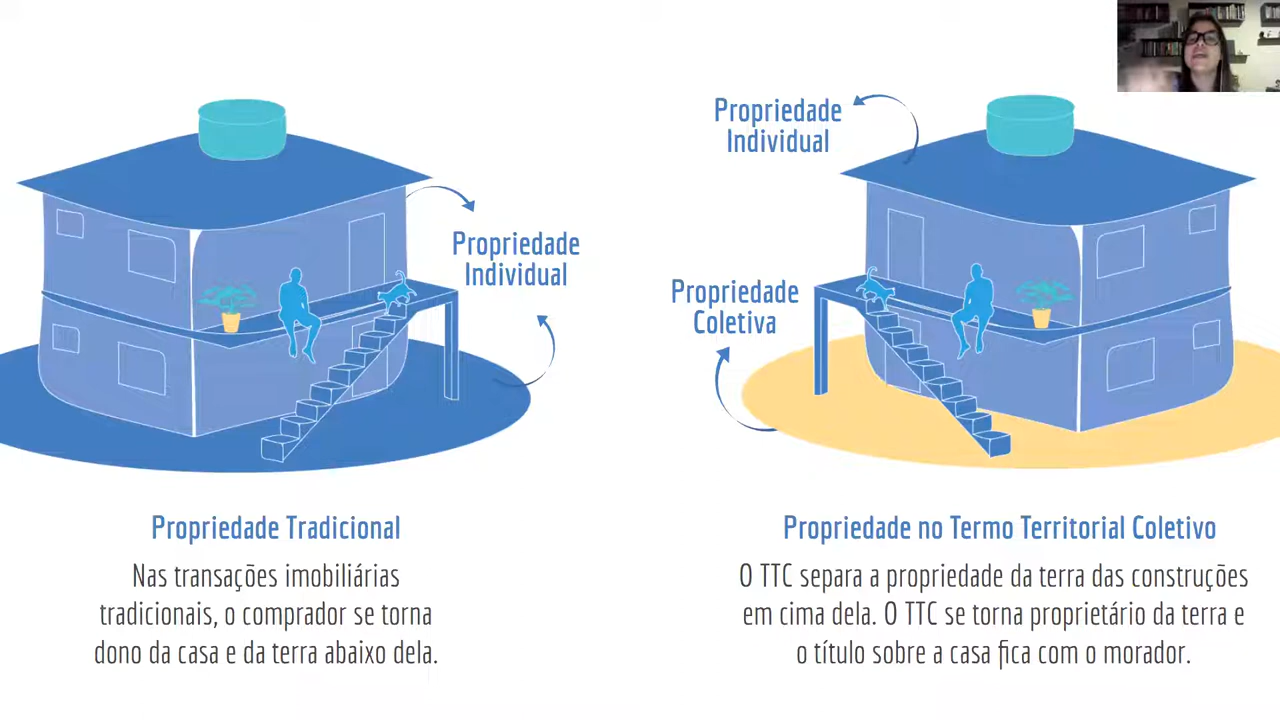 Propriedade
Individual
Propriedade Tradicional
Nas transações imobiliárias
tradicionais, o comprador se torna
dono da casa e da terra abaixo dela.
Propriedade
Individual
Propriedade
Coletiva
Propriedade no Termo Territorial Coletivo
O TTC separa a propriedade da terra das construções
em cima dela. O TTC se torna proprietário da terra e
o título sobre a casa fica com o morador.